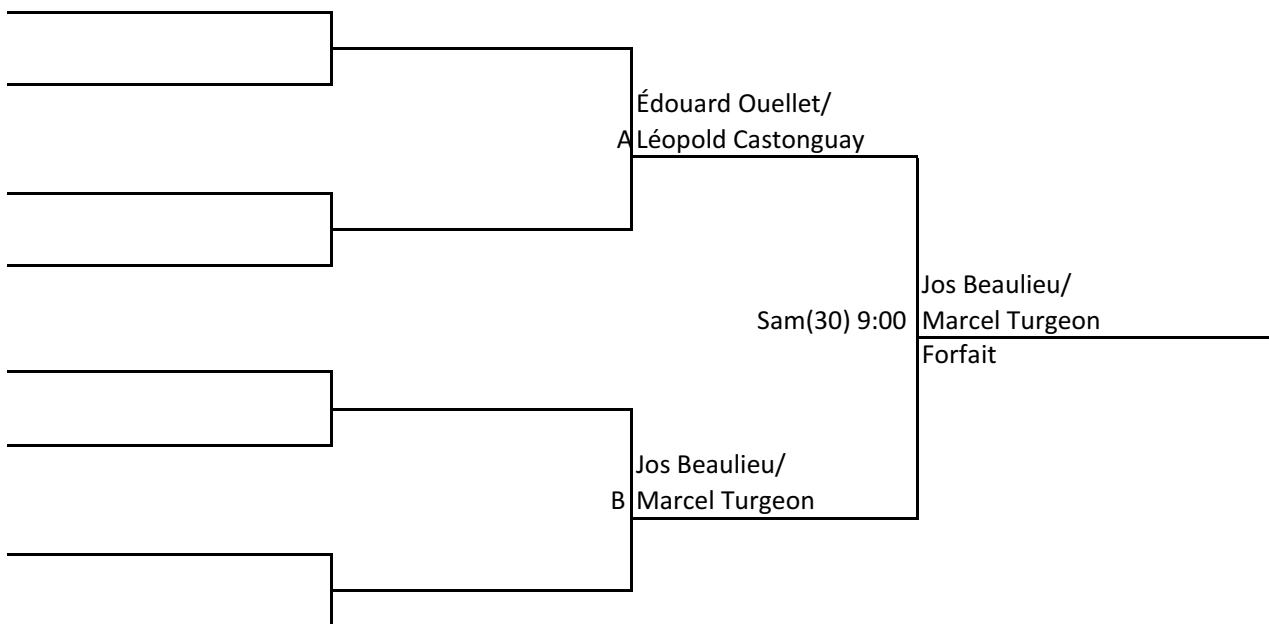 Édouard Ouellet/
A Léopold Castonguay
Jos Beaulieu/
Sam(30) 9:00 Marcel Turgeon
Forfait
Jos Beaulieu/
B Marcel Turgeon